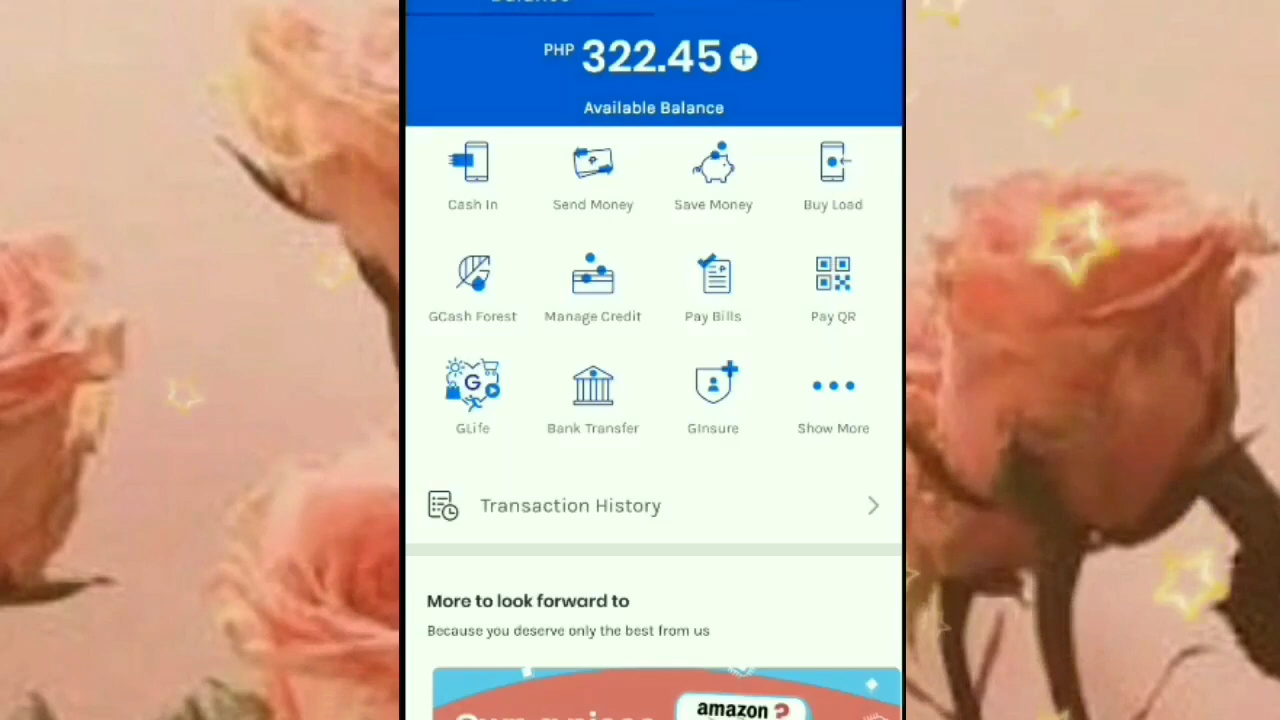 Balance
PHP 322.45
Available Balance
Cash In
Send Money
Save Money
Buy Load
GCash Forest
Manage Credit
Pay Bills
Pay QR
G
GLife
Bank Transfer
GInsure
Show More
Transaction History
More to look forward to
Because you deserve only the best from us
amazon ?